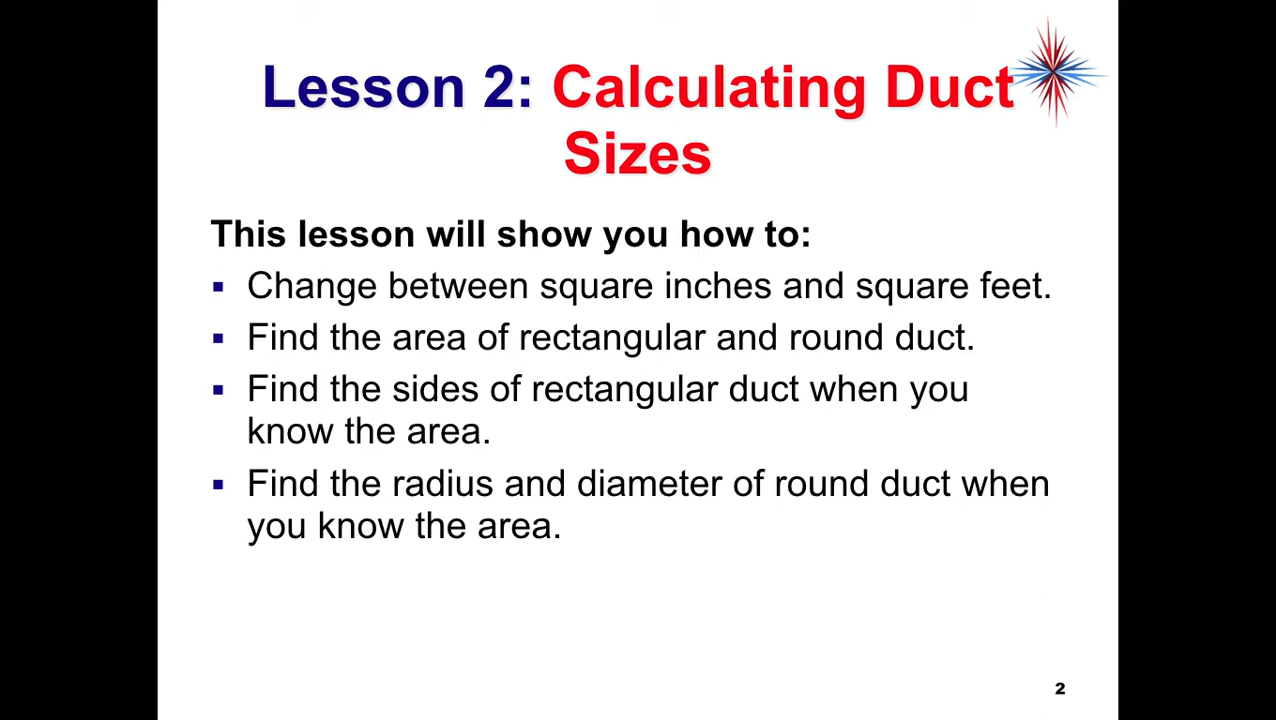 Lesson 2: Calculating Duct
Sizes
This lesson will show you how to:
▪ Change between square inches and square feet.
▪ Find the area of rectangular and round duct.
▪ Find the sides of rectangular duct when you
know the area.
▪ Find the radius and diameter of round duct when
you know the area.
2